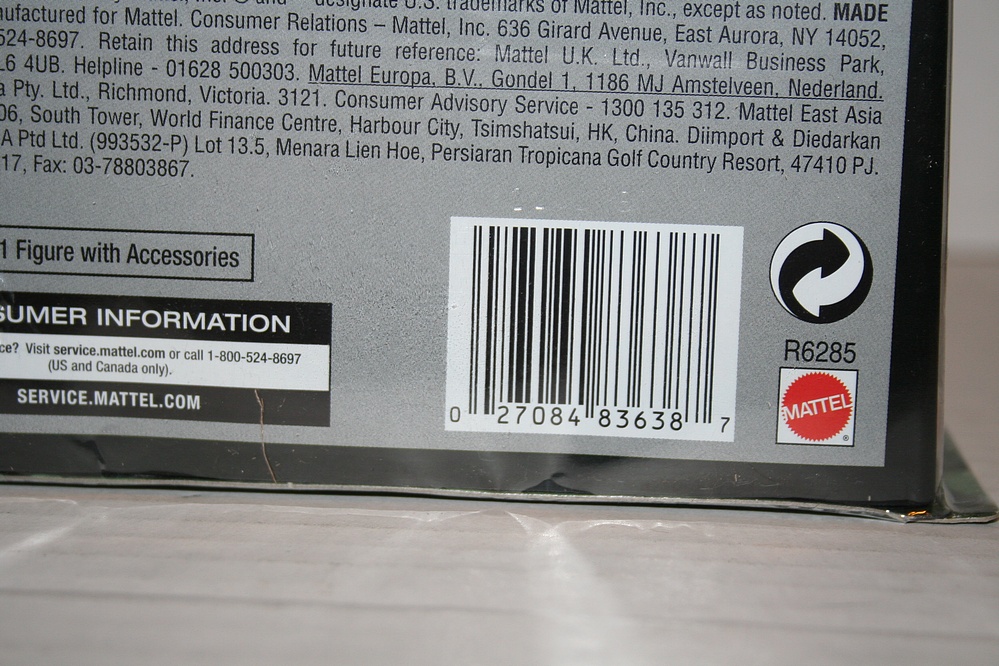 designate U.S. trademarks of Mattel, Inc., except as noted. MADE
ufactured for Mattel. Consumer Relations – Mattel, Inc. 636 Girard Avenue, East Aurora, NY 14052,
524-8697. Retain this address for future reference: Mattel U.K. Ltd., Vanwall Business Park,
L6 4UB. Helpline - 01628 500303. Mattel Europa, B.V., Gondel 1, 1186 MJ Amstelveen, Nederland.
a Pty. Ltd., Richmond, Victoria. 3121. Consumer Advisory Service - 1300 135 312. Mattel East Asia
06, South Tower, World Finance Centre, Harbour City, Tsimshatsui, HK, China. Diimport & Diedarkan
A Ptd Ltd. (993532-P) Lot 13.5, Menara Lien Hoe, Persiaran Tropicana Golf Country Resort, 47410 PJ.
17, Fax: 03-78803867.
1 Figure with Accessories
SUMER INFORMATION
ce? Visit service.mattel.com or call 1-800-524-8697
(US and Canada only).
SERVICE.MATTEL.COM
0 27084 83638 7
R6285
MATTEL
®